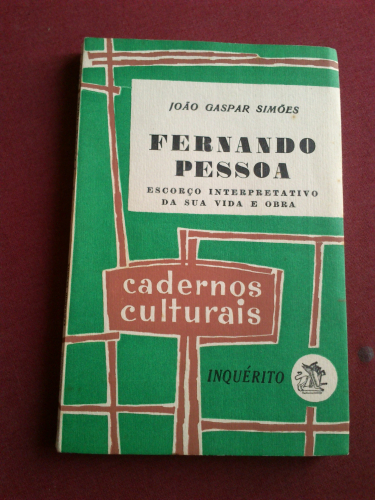 JOÃO GASPAR SIMÕES
FERNANDO
PESSOA
ESCORÇO INTERPRETATIVO
DA SUA VIDA E OBRA
cadernos
culturais
INQUÉRITO